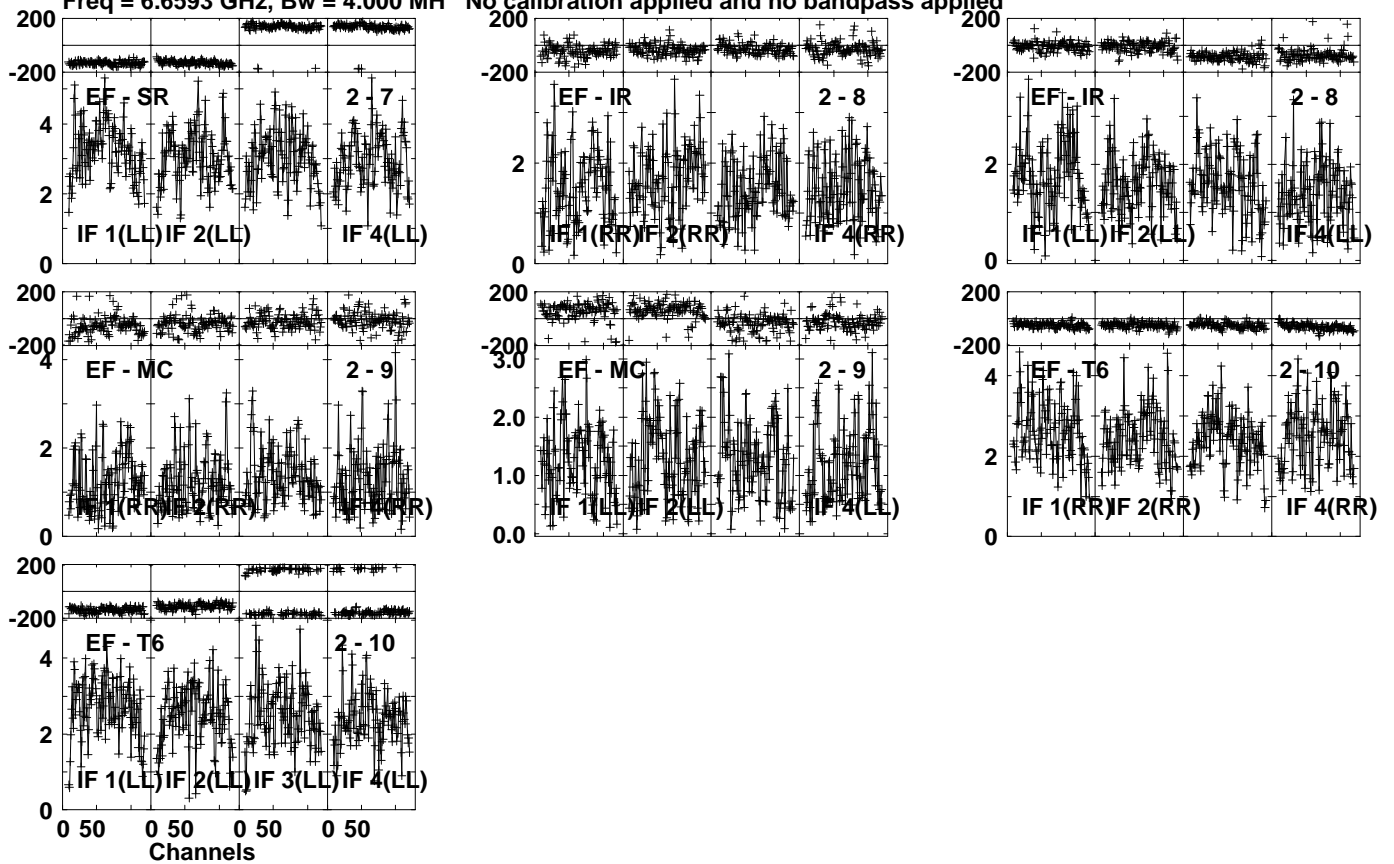 Freq = 6.6593 GHz, Bw = 4.000 MH No calibration applied and no bandpass applied
200
-200
EF - SR 2 - 7
4
2
0
IF 1(LL) IF 2(LL) IF 4(LL)
200
-200
EF - IR 2 - 8
2
0
IF 1(RR) IF 2(RR) IF 4(RR)
200
-200
EF - IR 2 - 8
2
0
IF 1(LL) IF 2(LL) IF 4(LL)
200
-200
EF - MC 2 - 9
4
2
0
IF 1(RR) IF 2(RR) IF 4(RR)
200
-200
EF - MC 2 - 9
3.0
2.0
1.0
0.0
IF 1(LL) IF 2(LL) IF 4(LL)
200
-200
EF - T6 2 - 10
4
2
0
IF 1(RR) IF 2(RR) IF 4(RR)
200
-200
EF - T6 2 - 10
4
2
0
IF 1(LL) IF 2(LL) IF 3(LL) IF 4(LL)
0 50 0 50 0 50 0 50
Channels